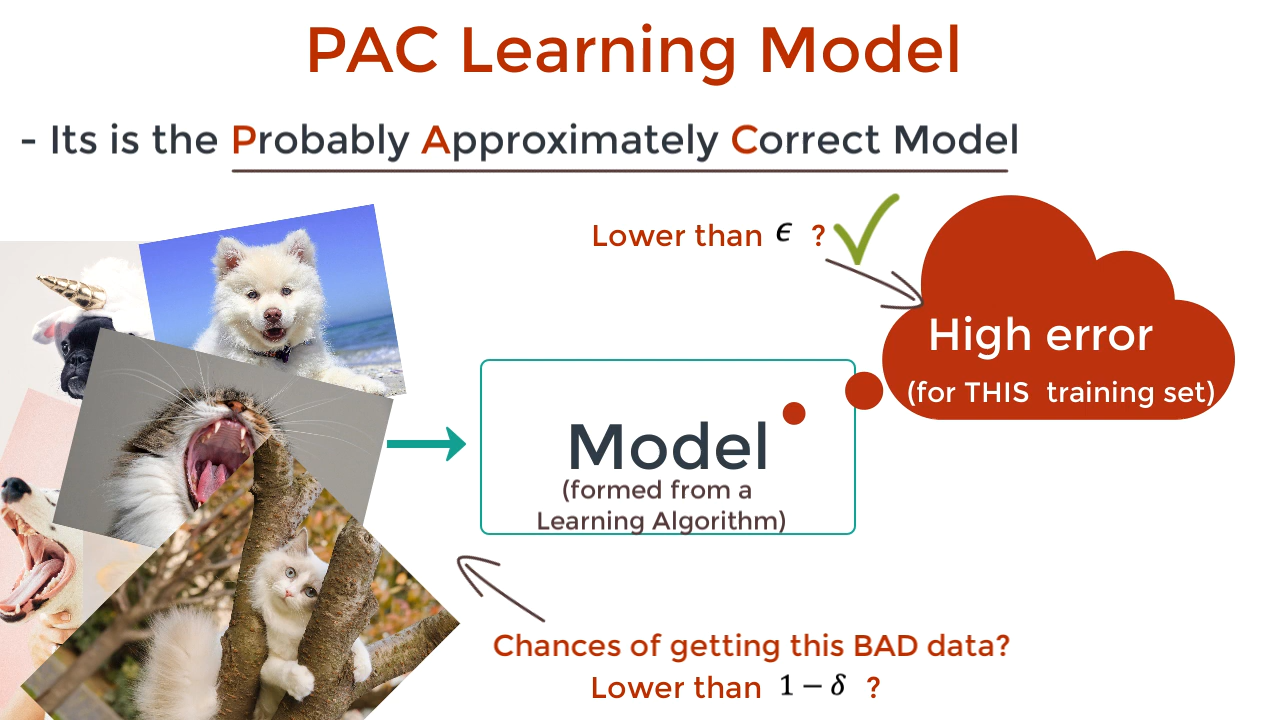 PAC Learning Model
- Its is the Probably Approximately Correct Model
Lower than ϵ ?
High error
(for THIS training set)
Model
(formed from a
Learning Algorithm)
Chances of getting this BAD data?
Lower than 1 − δ ?